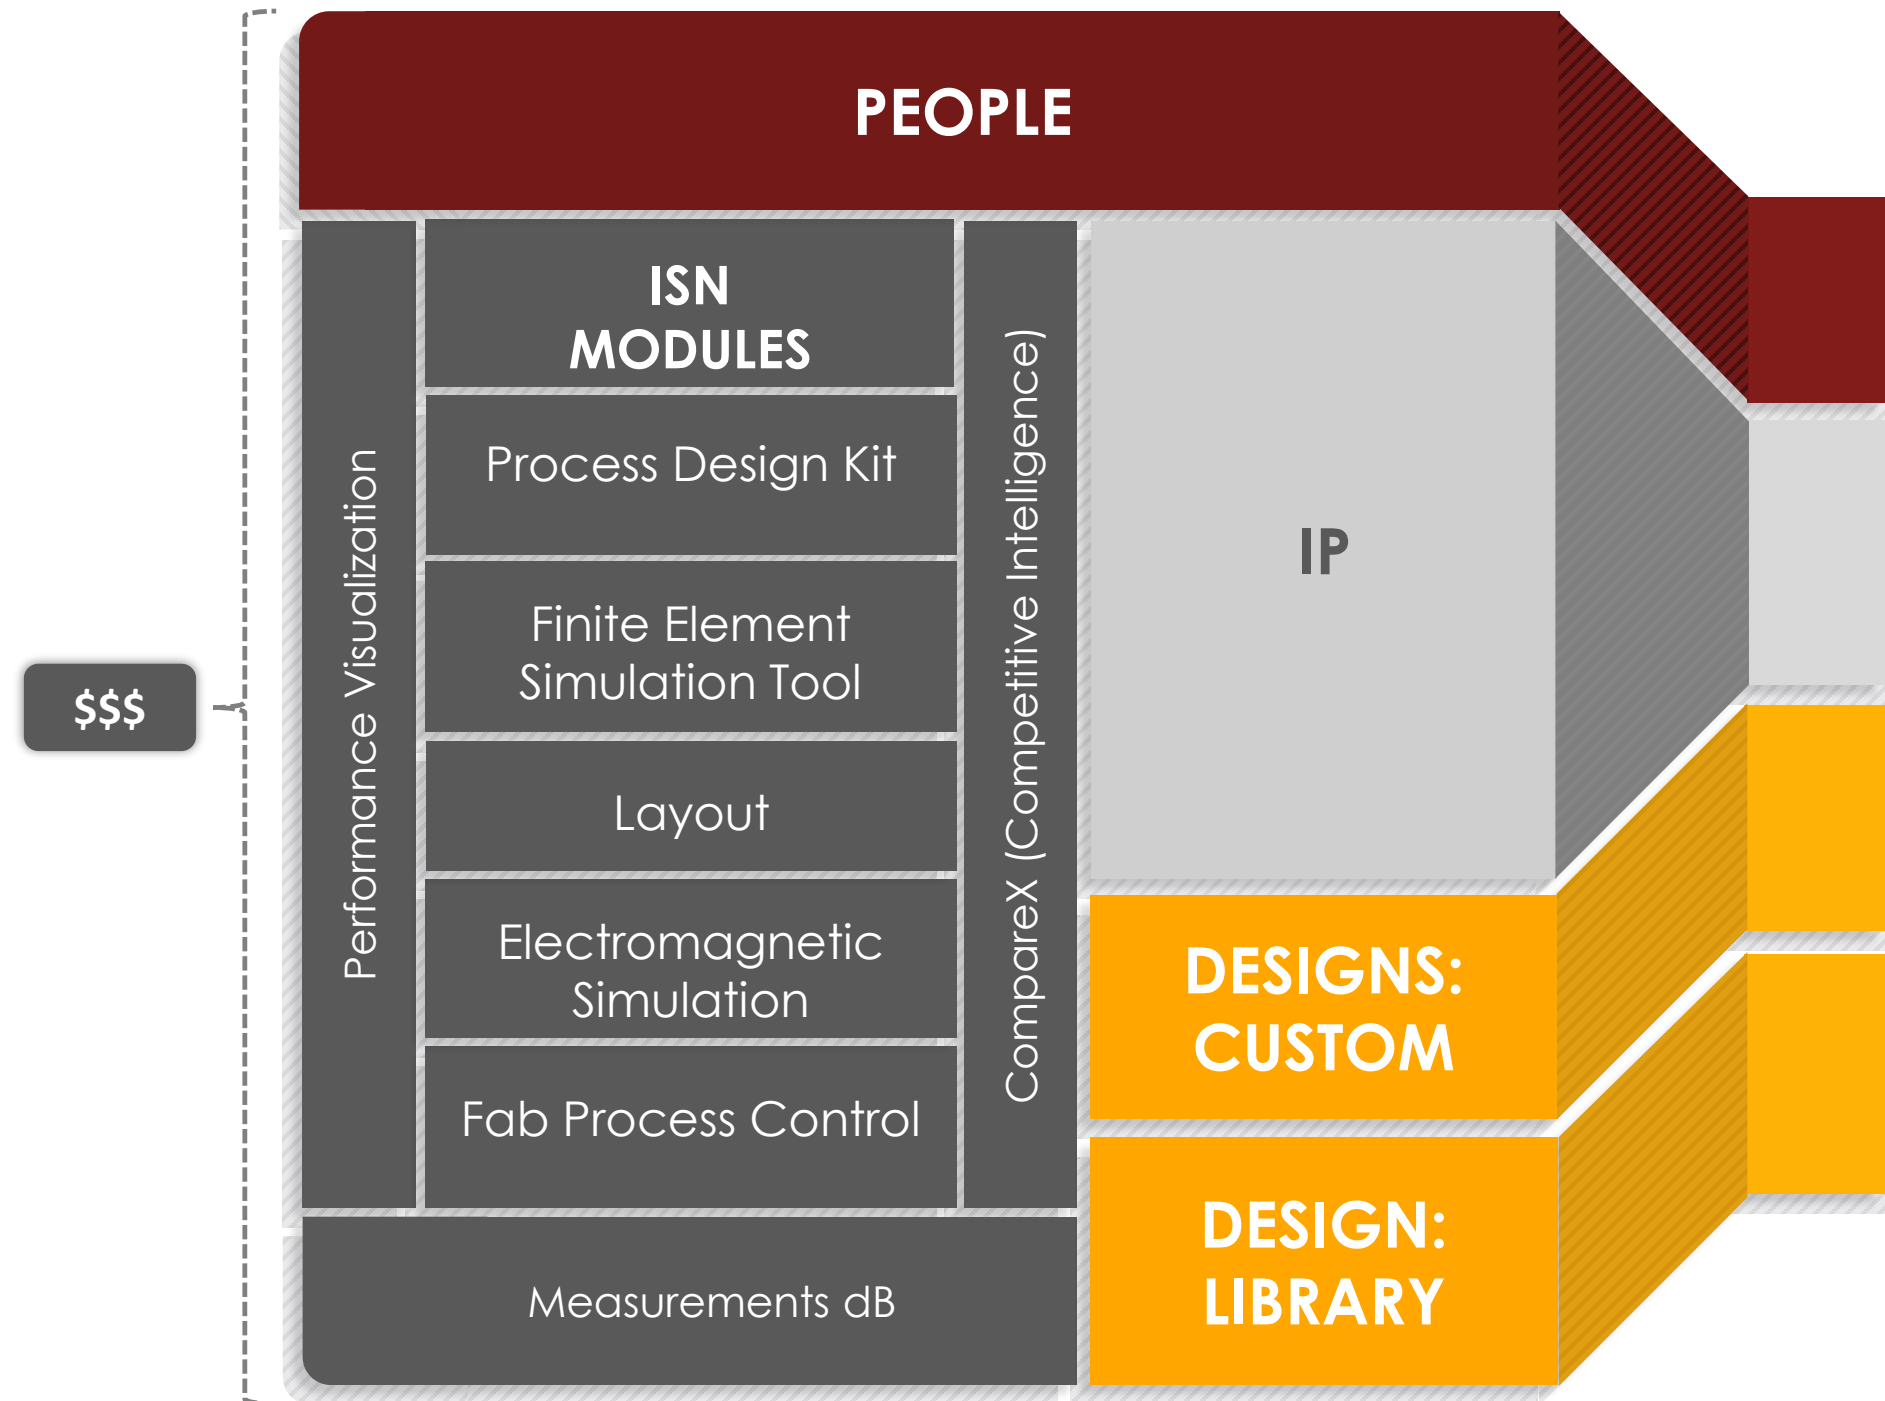 PEOPLE
ISN
MODULES
Process Design Kit
Finite Element
Simulation Tool
Layout
Electromagnetic
Simulation
Fab Process Control
Performance Visualization
CompareX (Competitive Intelligence)
Measurements dB
IP
DESIGNS:
CUSTOM
DESIGN:
LIBRARY
$$$